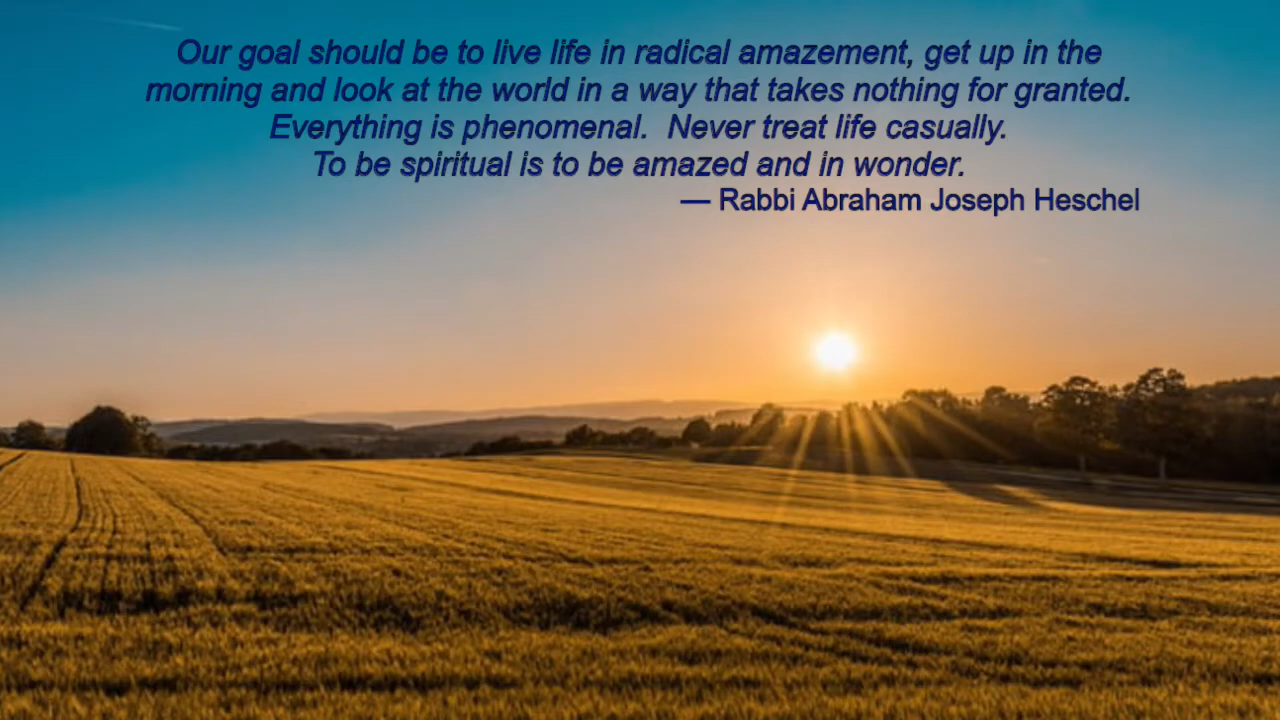 Our goal should be to live life in radical amazement, get up in the
morning and look at the world in a way that takes nothing for granted.
Everything is phenomenal.  Never treat life casually.
To be spiritual is to be amazed and in wonder.
— Rabbi Abraham Joseph Heschel